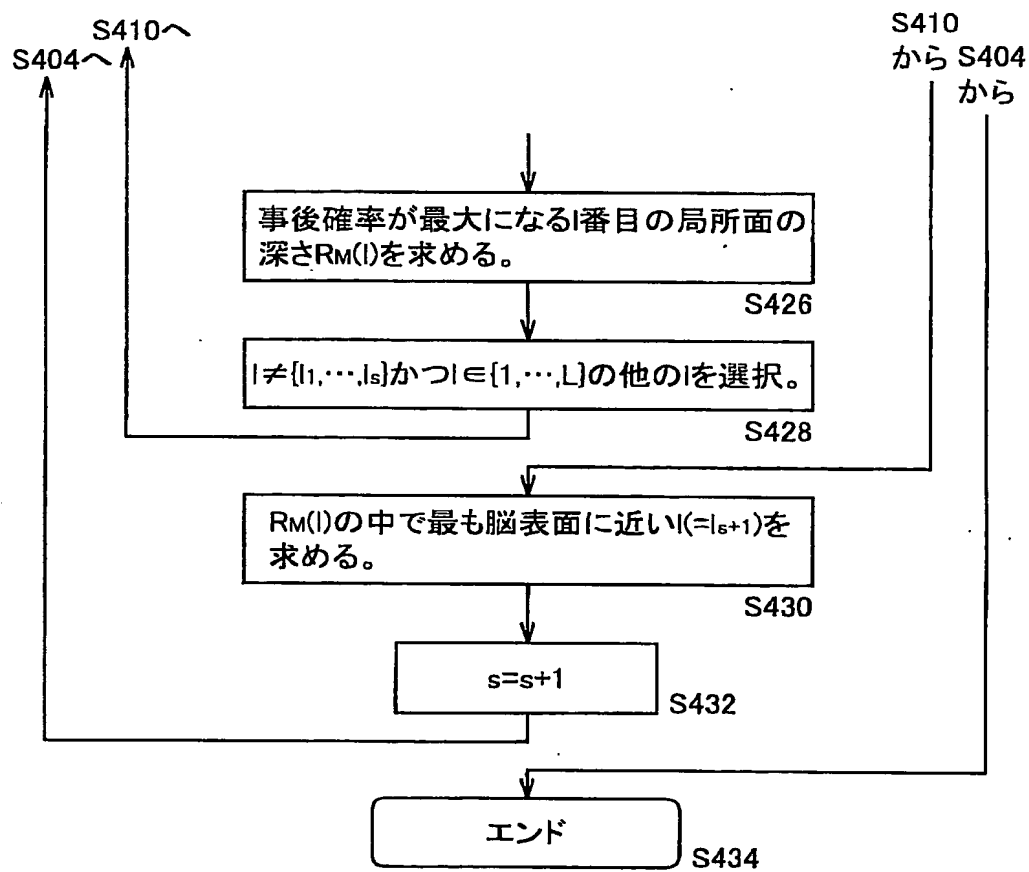 S410へ
S404へ
S410
から
S404
から
事後確率が最大になるl番目の局所面の
深さRM(l)を求める。
S426
l≠{l1,…,ls}かつl∈{1,…,L}の他のlを選択。
S428
RM(l)の中で最も脳表面に近いl(=ls+1)を
求める。
S430
s=s+1
S432
エンド
S434